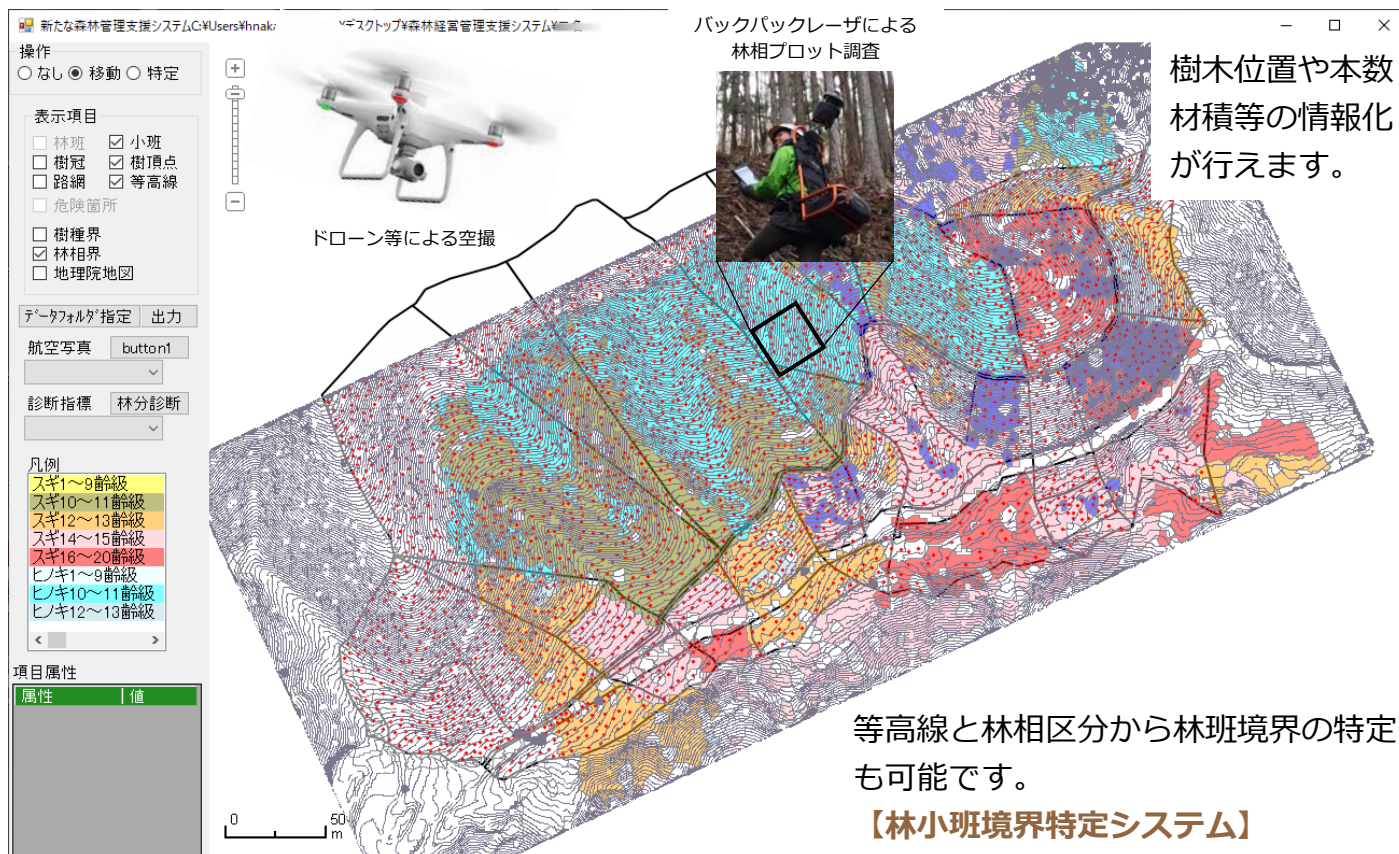 新たな森林管理支援システムC:¥Users¥hnaka
¥デスクトップ¥森林経営管理支援システム¥
操作
なし 移動 特定
表示項目
林班 小班
樹冠 樹頂点
路網 等高線
危険箇所
樹種界
林相界
地理院地図
ﾃﾞｰﾀﾌｫﾙﾀﾞ指定 出力
航空写真 button1
診断指標 林分診断
凡例
スギ1～9齢級
スギ10～11齢級
スギ12～13齢級
スギ14～15齢級
スギ16～20齢級
ヒノキ1～9齢級
ヒノキ10～11齢級
ヒノキ12～13齢級
項目属性
属性 値
ドローン等による空撮
バックパックレーザによる
林相プロット調査
樹木位置や本数
材積等の情報化
が行えます。
等高線と林相区分から林班境界の特定
も可能です。
【林小班境界特定システム】
0 50
m